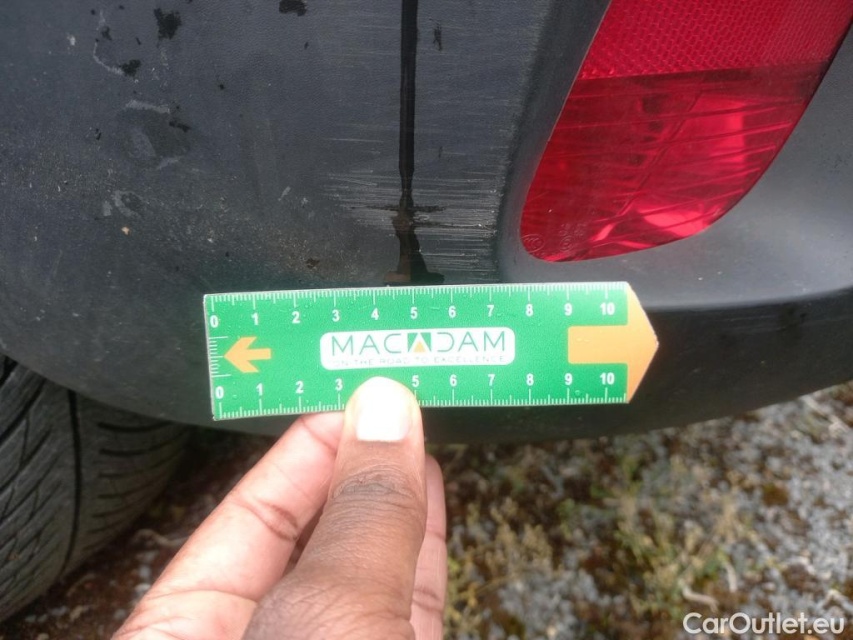 0 1 2 3 4 5 6 7 8 9 10
MACADAM
ON THE ROAD TO EXCELLENCE
0 1 2 3 5 6 7 8 9 10
CarOutlet.eu